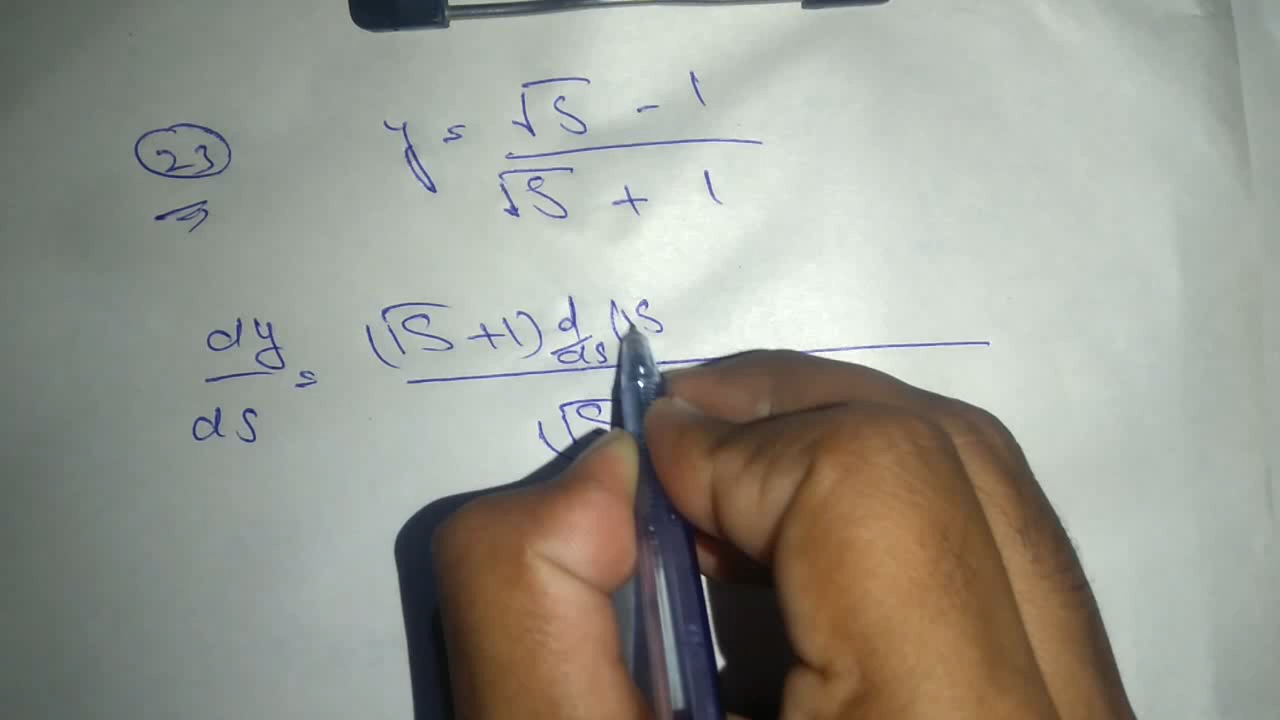 23 y = √S - 1 / √S + 1
⇒
dy/ds = (√S + 1) d/ds (√S / (√S